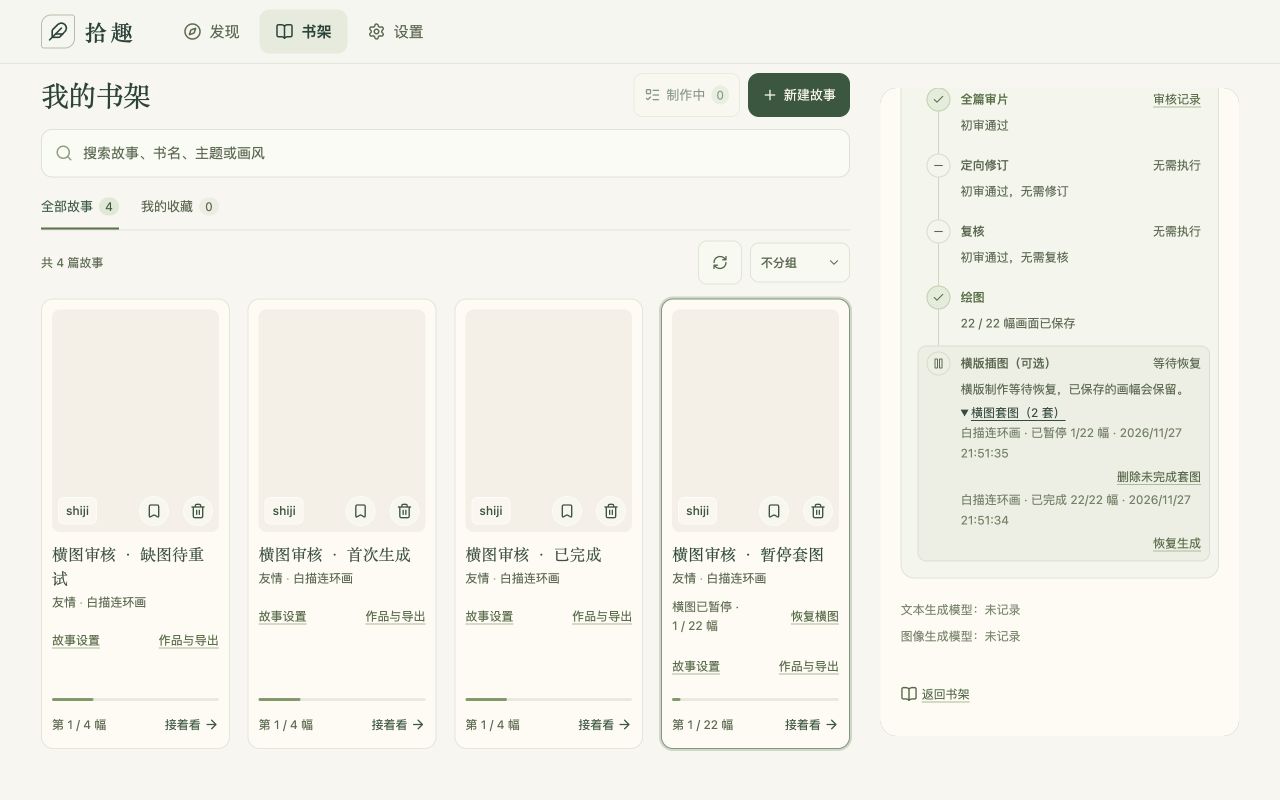 拾趣
发现
书架
设置
我的书架
制作中 0
新建故事
搜索故事、书名、主题或画风
全部故事 4
我的收藏 0
共 4 篇故事
不分组
shiji
横图审核 · 缺图待重
试
友情 · 白描连环画
故事设置
作品与导出
第 1 / 4 幅
接着看
shiji
横图审核 · 首次生成
友情 · 白描连环画
故事设置
作品与导出
第 1 / 4 幅
接着看
shiji
横图审核 · 已完成
友情 · 白描连环画
故事设置
作品与导出
第 1 / 4 幅
接着看
shiji
横图审核 · 暂停套图
友情 · 白描连环画
横图已暂停 ·
1 / 22 幅
恢复横图
故事设置
作品与导出
第 1 / 22 幅
接着看
全篇审片
审核记录
初审通过
定向修订
无需执行
初审通过，无需修订
复核
无需执行
初审通过，无需复核
绘图
22 / 22 幅画面已保存
横版插图（可选）
等待恢复
横版制作等待恢复，已保存的画幅会保留。
横图套图（2 套）
白描连环画 · 已暂停 1/22 幅 · 2026/11/27
21:51:35
删除未完成套图
白描连环画 · 已完成 22/22 幅 · 2026/11/27
21:51:34
恢复生成
文本生成模型：未记录
图像生成模型：未记录
返回书架